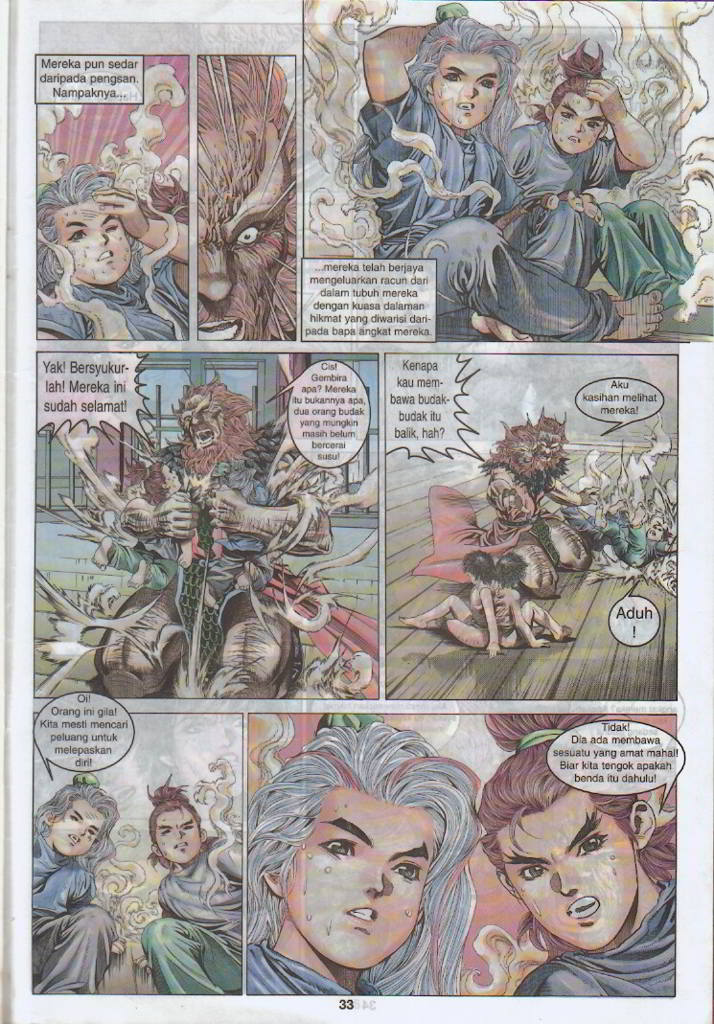 Mereka pun sedar
daripada pengsan.
Nampaknya...
...mereka telah berjaya
mengeluarkan racun dari
dalam tubuh mereka
dengan kuasa dalaman
hikmat yang diwarisi dari-
pada bapa angkat mereka.
Yak! Bersyukur-
lah! Mereka ini
sudah selamat!
Cis!
Gembira
apa? Mereka
itu bukannya apa,
dua orang budak
yang mungkin
masih belum
bercerai
susu!
Kenapa
kau mem-
bawa budak-
budak itu
balik, hah?
Aku
kasihan melihat
mereka!
Aduh
!
Oi!
Orang ini gila!
Kita mesti mencari
peluang untuk
melepaskan
diri!
Tidak!
Dia ada membawa
sesuatu yang amat mahal!
Biar kita tengok apakah
benda itu dahulu!
33